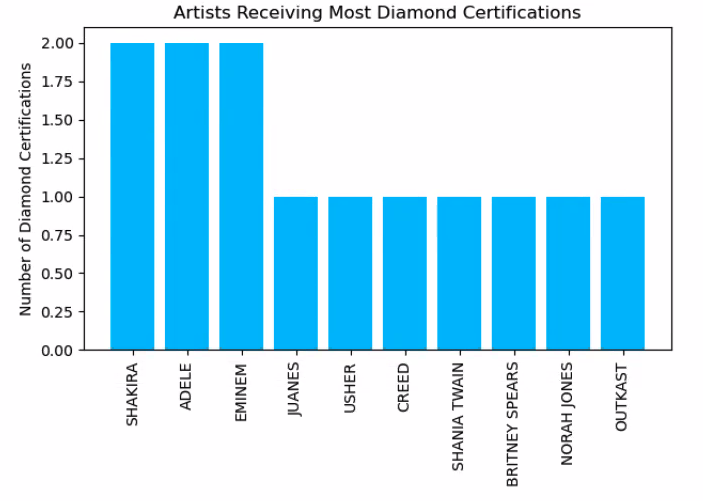 Artists Receiving Most Diamond Certifications
Number of Diamond Certifications
2.00
1.75
1.50
1.25
1.00
0.75
0.50
0.25
0.00
SHAKIRA
ADELE
EMINEM
JUANES
USHER
CREED
SHANIA TWAIN
BRITNEY SPEARS
NORAH JONES
OUTKAST